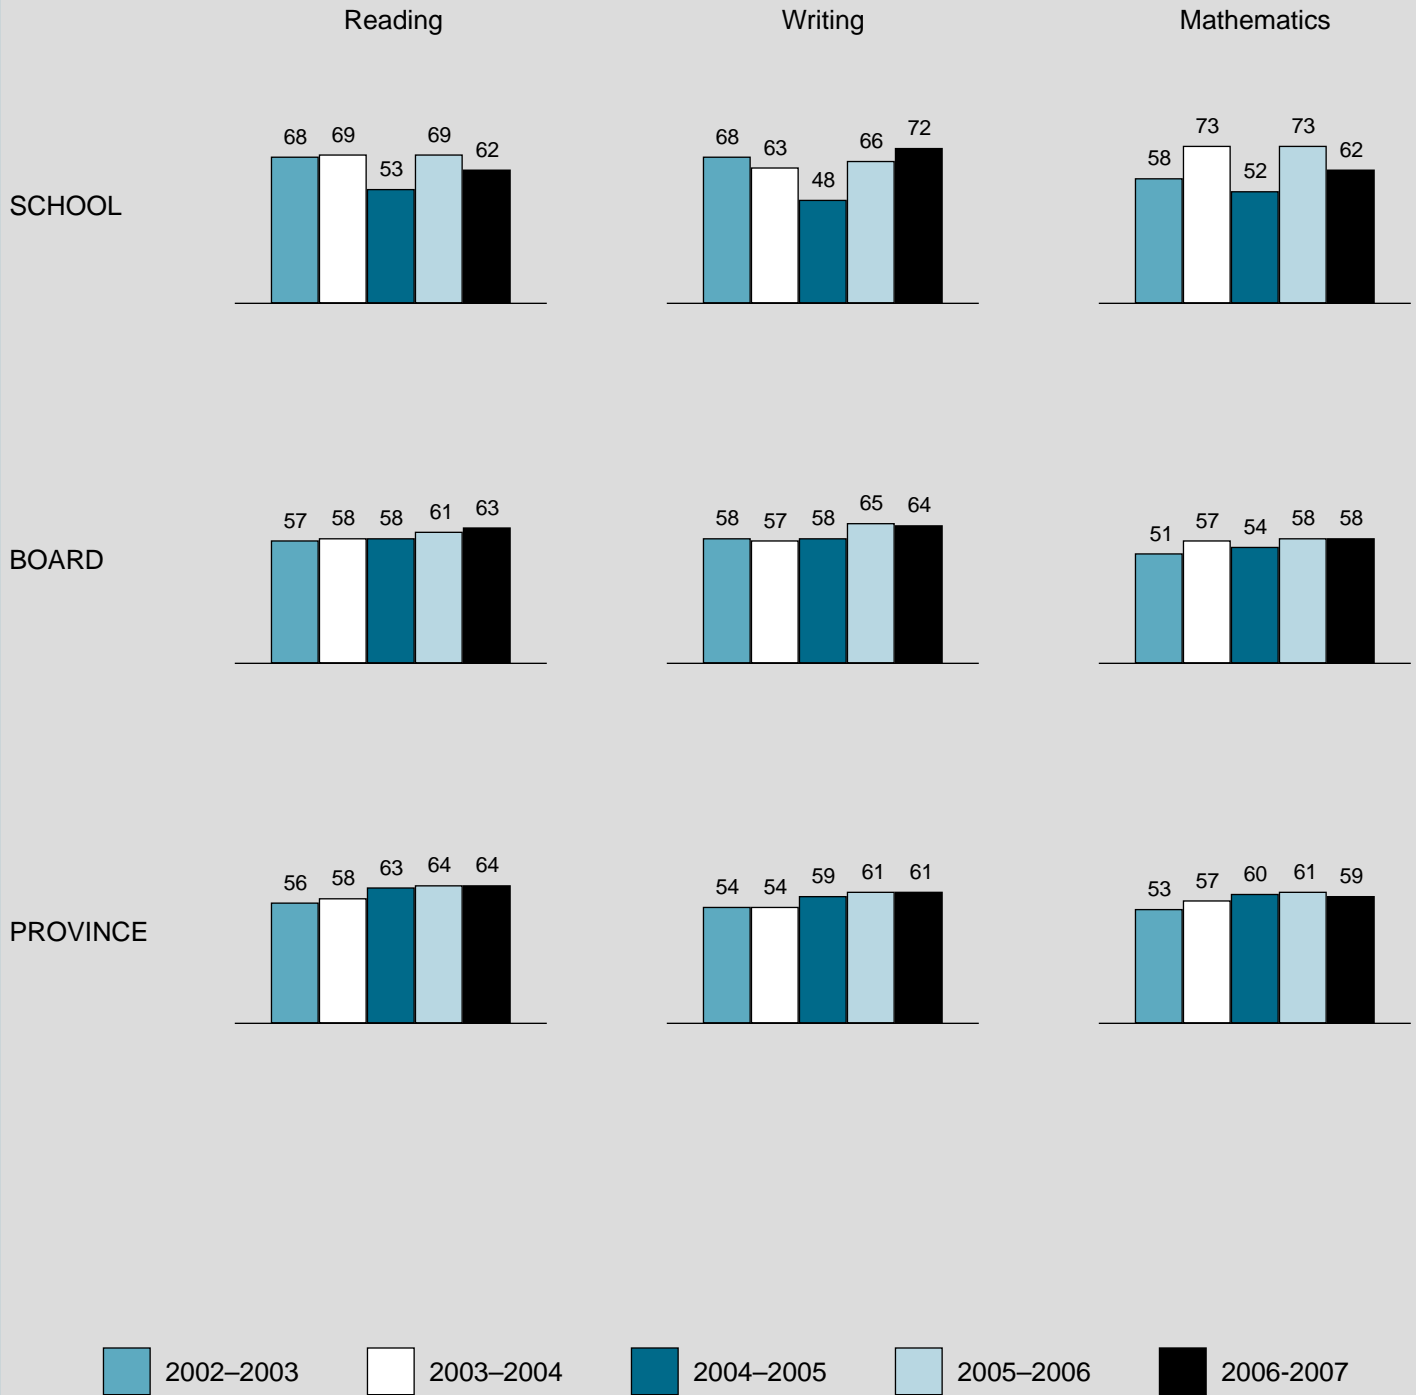 Reading Writing Mathematics
SCHOOL
68 69 53 69 62
68 63 48 66 72
58 73 52 73 62
BOARD
57 58 58 61 63
58 57 58 65 64
51 57 54 58 58
PROVINCE
56 58 63 64 64
54 54 59 61 61
53 57 60 61 59
2002–2003 2003–2004 2004–2005 2005–2006 2006-2007